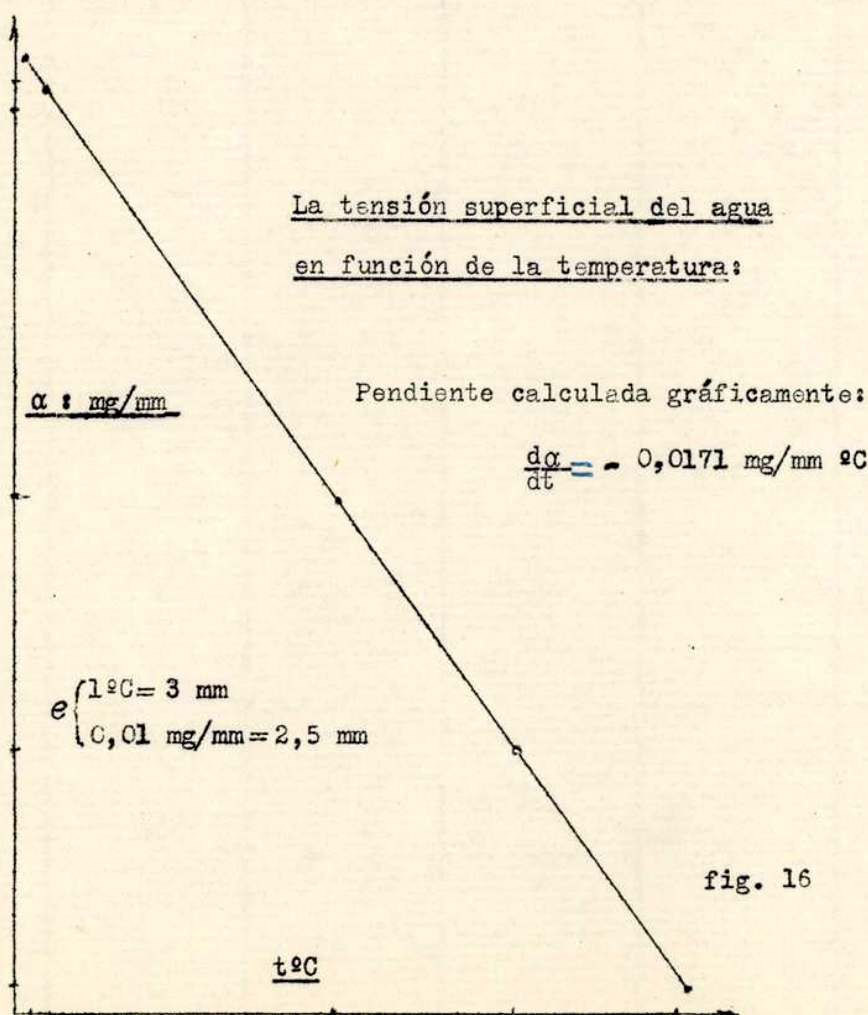 La tensión superficial del agua
en función de la temperatura:
α : mg/mm
Pendiente calculada gráficamente:
dα/dt = - 0,0171 mg/mm ºC
e { 1ºC = 3 mm
0,01 mg/mm = 2,5 mm
fig. 16
tºC